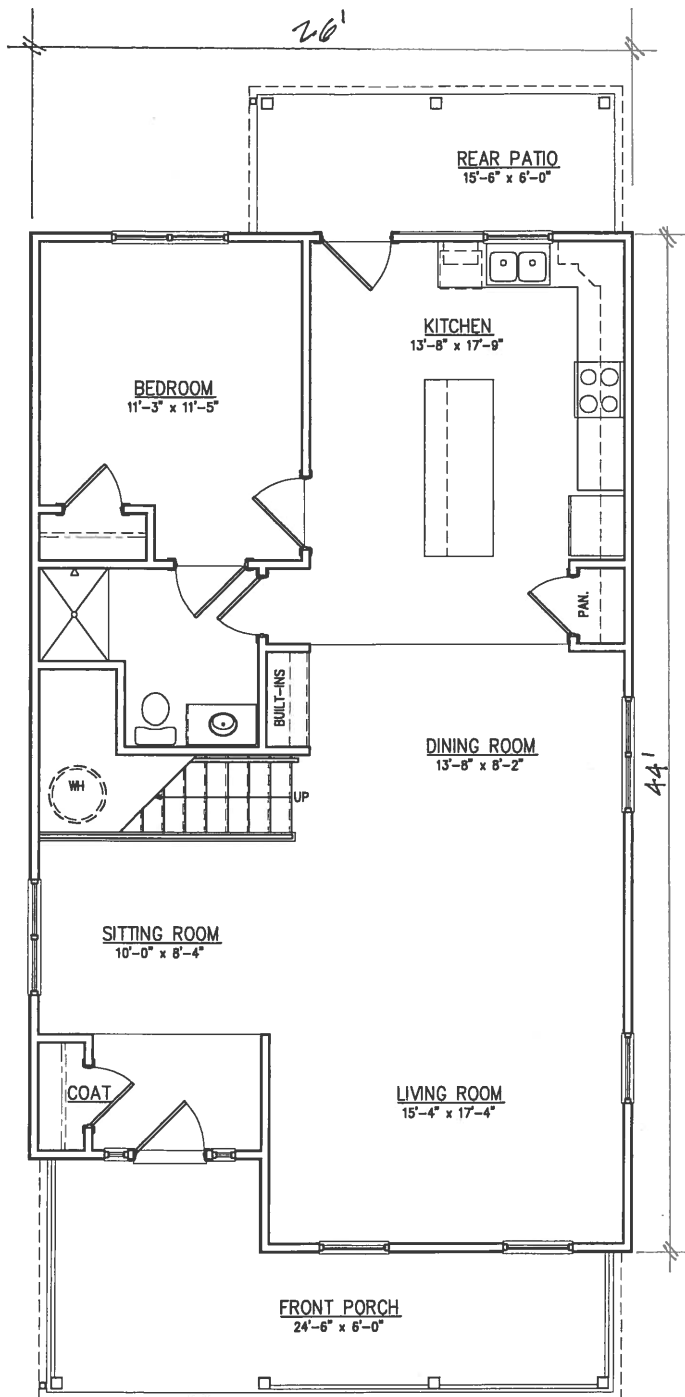 26'
REAR PATIO
15'-6" x 6'-0"
KITCHEN
13'-8" x 17'-9"
BEDROOM
11'-3" x 11'-5"
PAN.
BUILT-INS
DINING ROOM
13'-8" x 8'-2"
44'
WH
UP
SITTING ROOM
10'-0" x 8'-4"
COAT
LIVING ROOM
15'-4" x 17'-4"
FRONT PORCH
24'-6" x 6'-0"